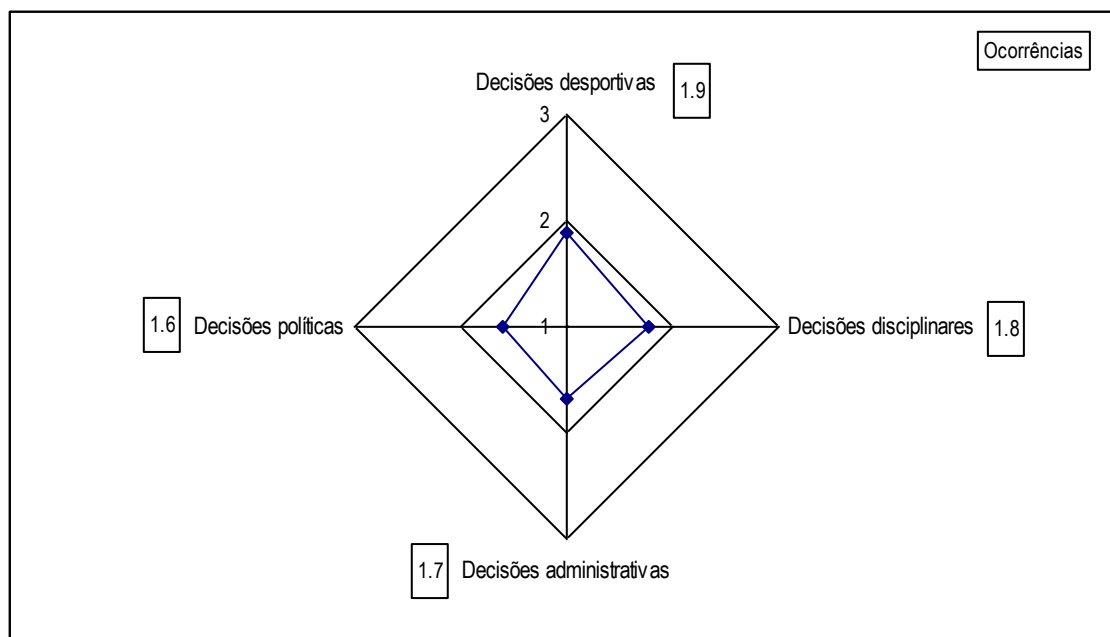 Ocorrências
Decisões desportivas
1.9
3
2
1.6
Decisões políticas
1
Decisões disciplinares
1.8
1.7
Decisões administrativas